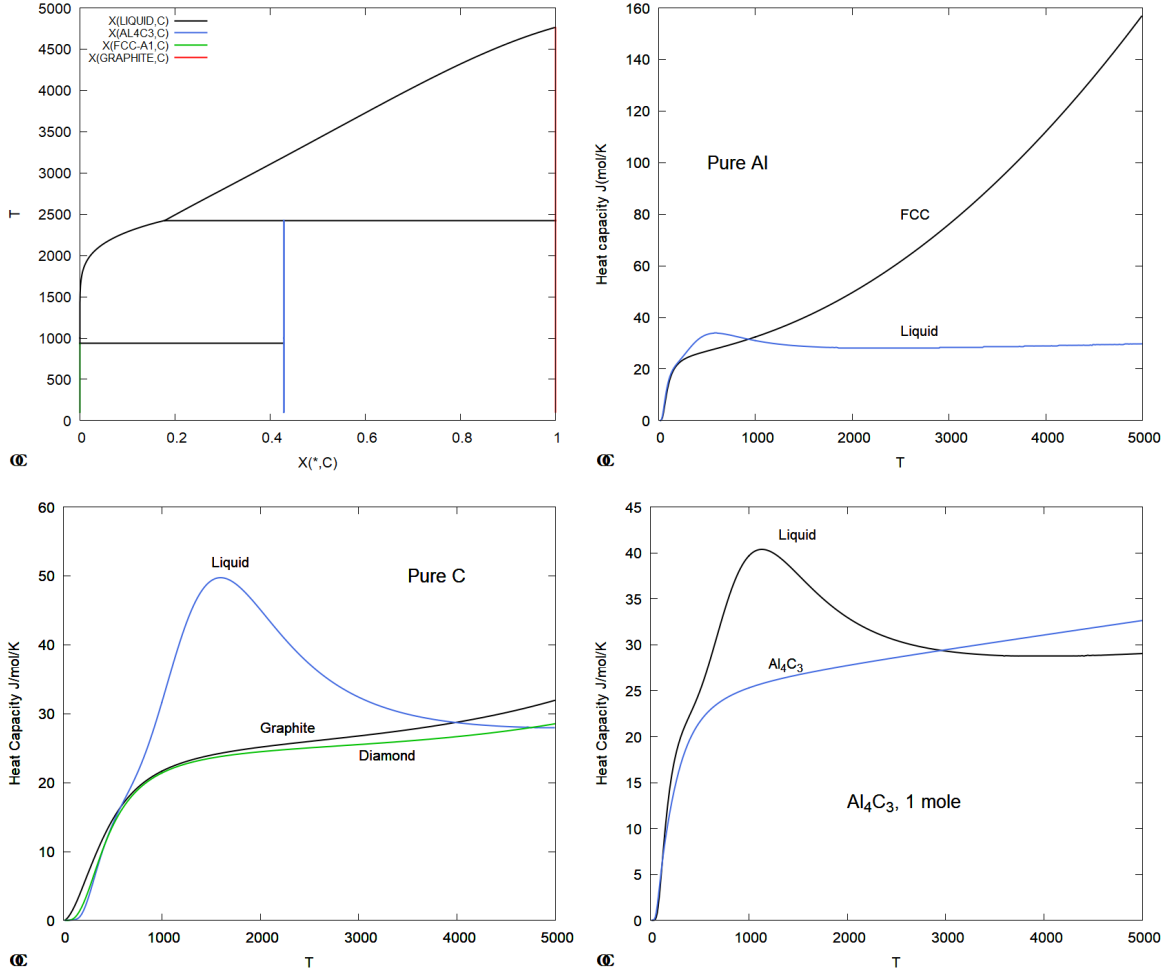 X(LIQUID,C)
X(AL4C3,C)
X(FCC-A1,C)
X(GRAPHITE,C)
5000
4500
4000
3500
3000
2500
2000
1500
1000
500
0
T
0 0.2 0.4 0.6 0.8 1
X(*,C)
OC
160
140
120
100
80
60
40
20
0
Heat capacity J(mol/K
Pure Al
FCC
Liquid
0 1000 2000 3000 4000 5000
T
OC
60
50
40
30
20
10
0
Heat Capacity J/mol/K
Liquid
Pure C
Graphite
Diamond
0 1000 2000 3000 4000 5000
T
OC
45
40
35
30
25
20
15
10
5
0
Heat Capacity J/mol/K
Liquid
Al₄C₃
Al₄C₃, 1 mole
0 1000 2000 3000 4000 5000
T
OC